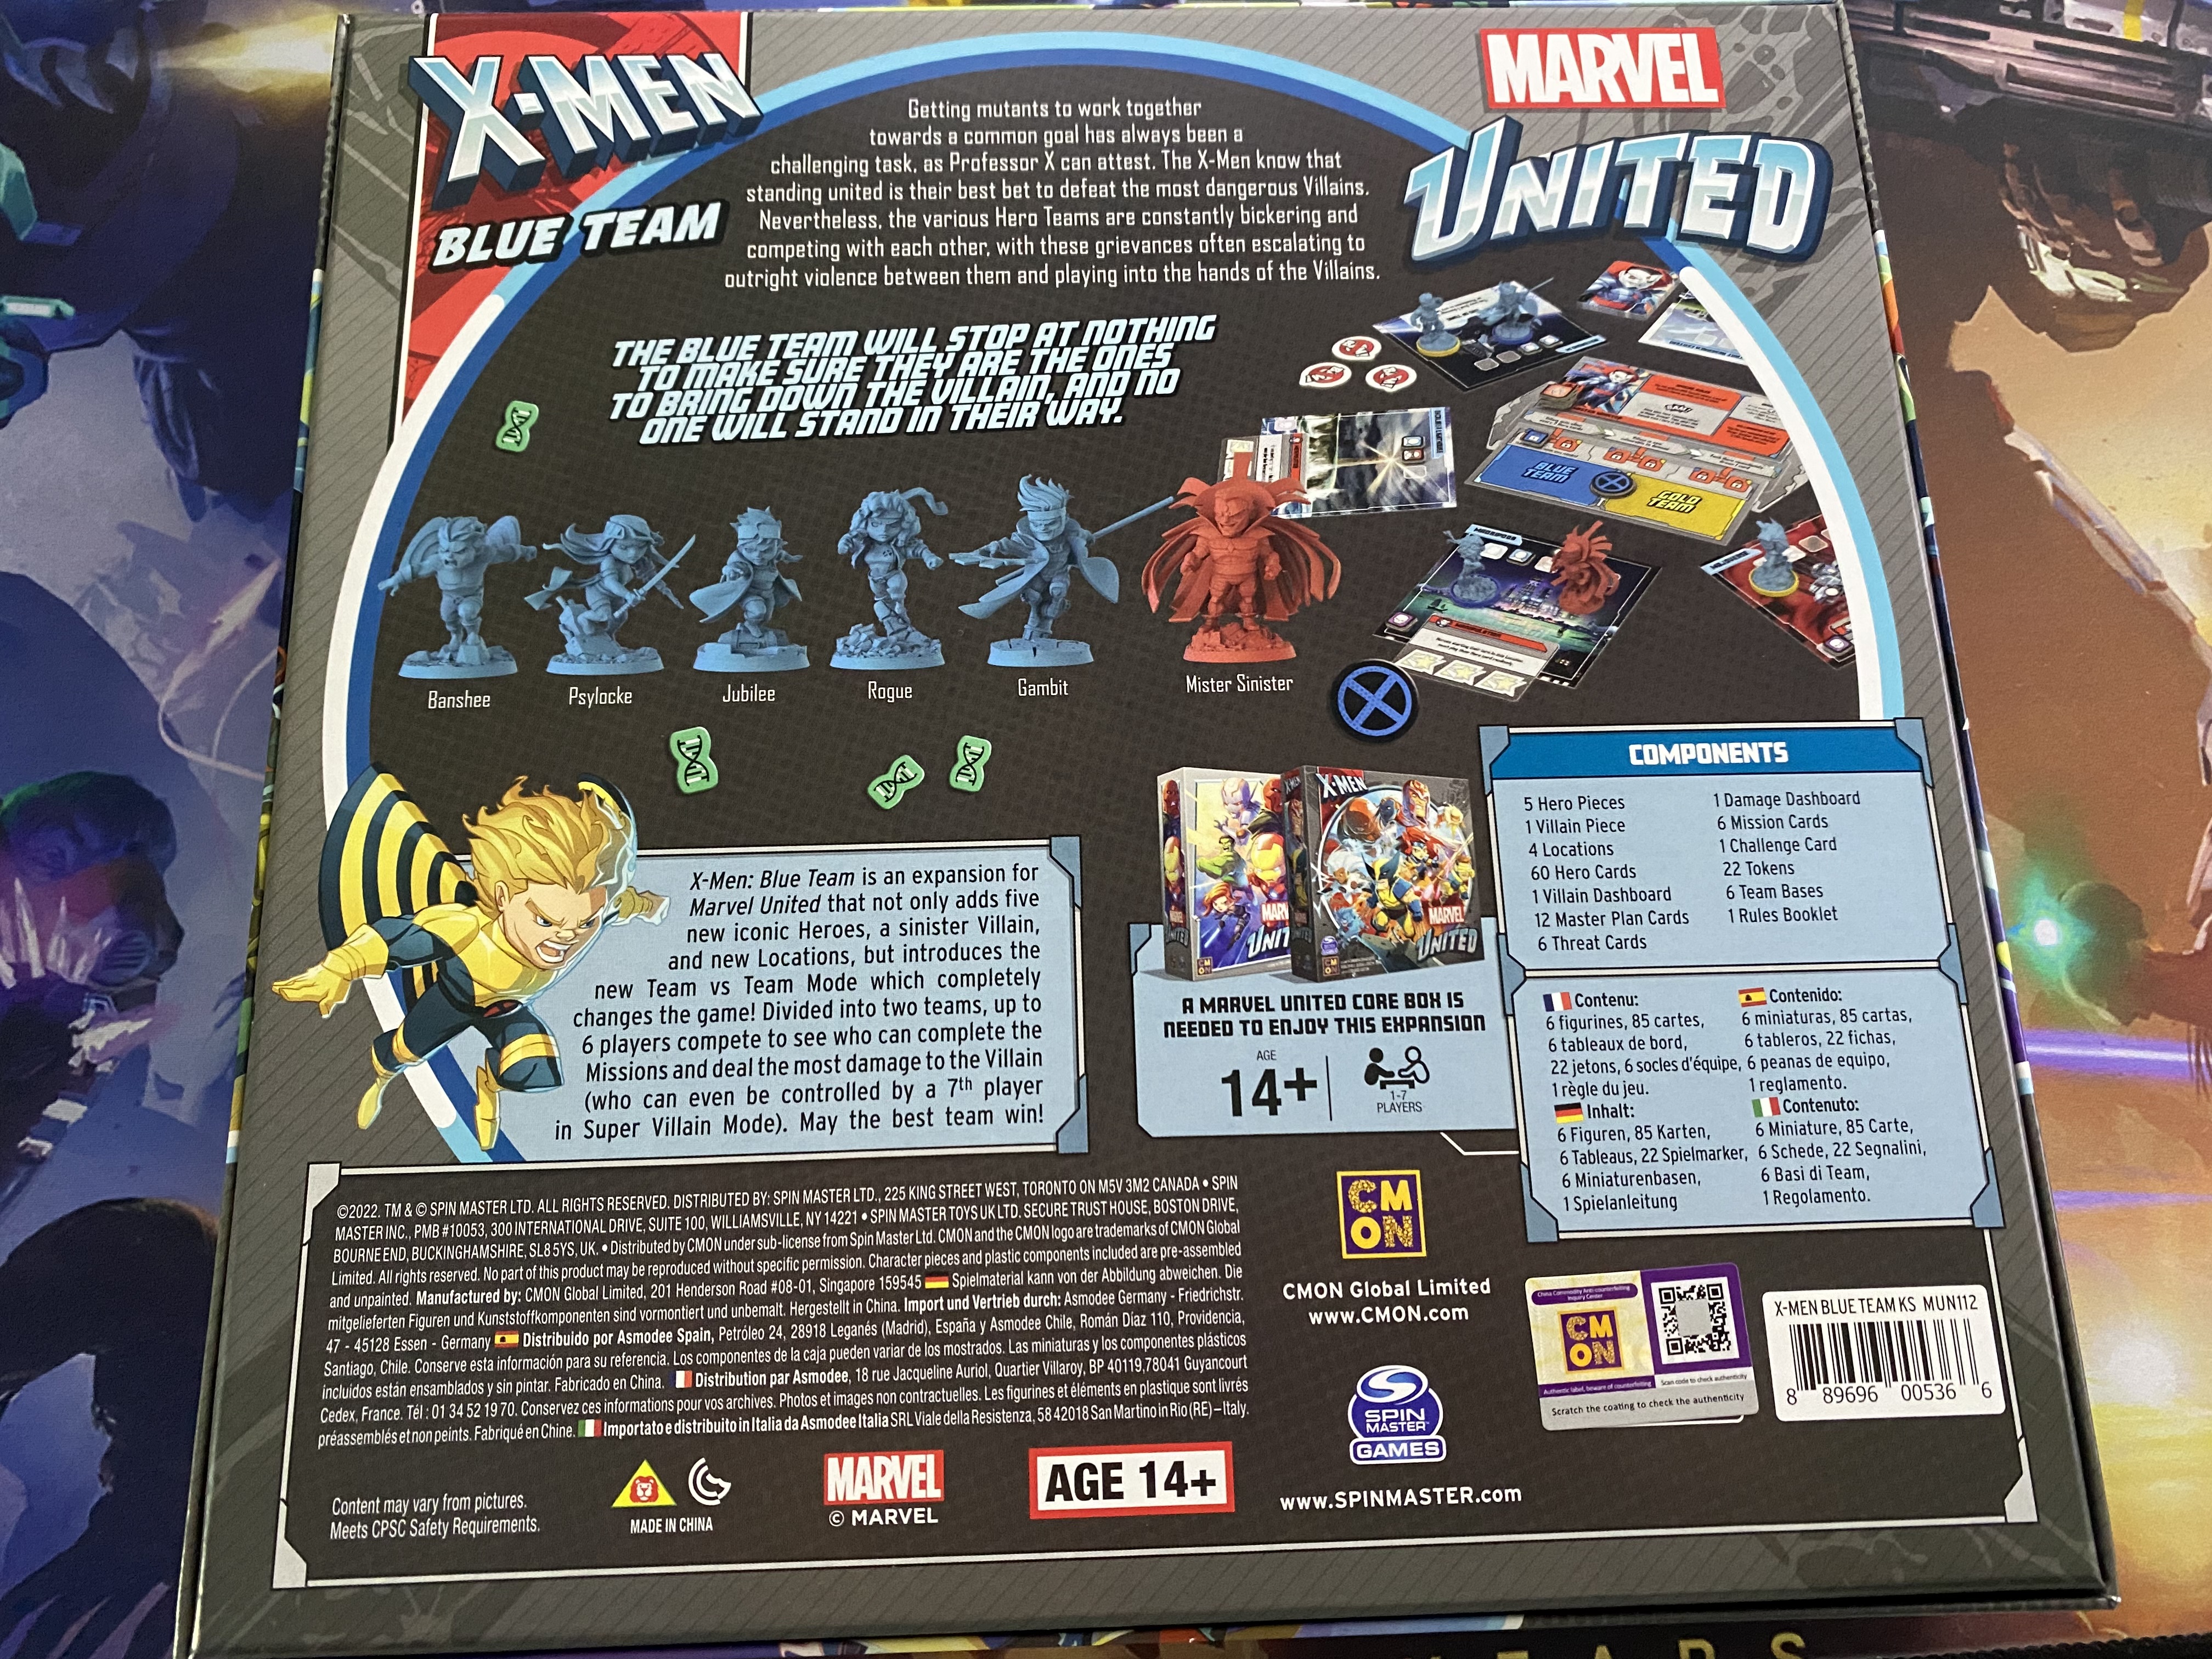 X-MEN
BLUE TEAM
MARVEL
UNITED
Getting mutants to work together
towards a common goal has always been a
challenging task, as Professor X can attest. The X-Men know that
standing united is their best bet to defeat the most dangerous Villains.
Nevertheless, the various Hero Teams are constantly bickering and
competing with each other, with these grievances often escalating to
outright violence between them and playing into the hands of the Villains.
THE BLUE TEAM WILL STOP AT NOTHING
TO MAKE SURE THEY ARE THE ONES
TO BRING DOWN THE VILLAIN, AND NO
ONE WILL STAND IN THEIR WAY.
BLUE
TEAM
GOLD
TEAM
Banshee
Psylocke
Jubilee
Rogue
Gambit
Mister Sinister
X-Men: Blue Team is an expansion for
Marvel United that not only adds five
new iconic Heroes, a sinister Villain,
and new Locations, but introduces the
new Team vs Team Mode which completely
changes the game! Divided into two teams, up to
6 players compete to see who can complete the
Missions and deal the most damage to the Villain
(who can even be controlled by a 7th player
in Super Villain Mode). May the best team win!
X-MEN
MARVEL
UNITED
A MARVEL UNITED CORE BOX IS
NEEDED TO ENJOY THIS EXPANSION
AGE
14+
1-7
PLAYERS
COMPONENTS
5 Hero Pieces
1 Villain Piece
4 Locations
60 Hero Cards
1 Villain Dashboard
12 Master Plan Cards
6 Threat Cards
1 Damage Dashboard
6 Mission Cards
1 Challenge Card
22 Tokens
6 Team Bases
1 Rules Booklet
Contenu:
6 figurines, 85 cartes,
6 tableaux de bord,
22 jetons, 6 socles d'équipe,
1 règle du jeu.
Contenido:
6 miniaturas, 85 cartas,
6 tableros, 22 fichas,
6 peanas de equipo,
1 reglamento.
Inhalt:
6 Figuren, 85 Karten,
6 Tableaus, 22 Spielmarker,
6 Miniaturenbasen,
1 Spielanleitung
Contenuto:
6 Miniature, 85 Carte,
6 Schede, 22 Segnalini,
6 Basi di Team,
1 Regolamento.
©2022. TM & © SPIN MASTER LTD. ALL RIGHTS RESERVED. DISTRIBUTED BY: SPIN MASTER LTD., 225 KING STREET WEST, TORONTO ON M5V 3M2 CANADA • SPIN
MASTER INC., PMB #10053, 300 INTERNATIONAL DRIVE, SUITE 100, WILLIAMSVILLE, NY 14221 • SPIN MASTER TOYS UK LTD. SECURE TRUST HOUSE, BOSTON DRIVE,
BOURNE END, BUCKINGHAMSHIRE, SL8 5YS, UK. • Distributed by CMON under sub-license from Spin Master Ltd. CMON and the CMON logo are trademarks of CMON Global
Limited. All rights reserved. No part of this product may be reproduced without specific permission. Character pieces and plastic components included are pre-assembled
and unpainted. Manufactured by: CMON Global Limited, 201 Henderson Road #08-01, Singapore 159545 Spielmaterial kann von der Abbildung abweichen. Die
mitgelieferten Figuren und Kunststoffkomponenten sind vormontiert und unbemalt. Hergestellt in China. Import und Vertrieb durch: Asmodee Germany - Friedrichstr.
47 - 45128 Essen - Germany Distribuido por Asmodee Spain, Petróleo 24, 28918 Leganés (Madrid), España y Asmodee Chile, Román Díaz 110, Providencia,
Santiago, Chile. Conserve esta información para su referencia. Los componentes de la caja pueden variar de los mostrados. Las miniaturas y los componentes plásticos
incluidos están ensamblados y sin pintar. Fabricado en China. Distribution par Asmodee, 18 rue Jacqueline Auriol, Quartier Villaroy, BP 40119,78041 Guyancourt
Cedex, France. Tél : 01 34 52 19 70. Conservez ces informations pour vos archives. Photos et images non contractuelles. Les figurines et éléments en plastique sont livrés
préassemblés et non peints. Fabriqué en Chine. Importato e distribuito in Italia da Asmodee Italia SRL Viale della Resistenza, 58 42018 San Martino in Rio (RE) – Italy.
Content may vary from pictures.
Meets CPSC Safety Requirements.
MADE IN CHINA
MARVEL
© MARVEL
AGE 14+
CMON
CMON Global Limited
www.CMON.com
SPIN
MASTER
GAMES
www.SPINMASTER.com
China Commodity Anti-counterfeiting
Inquiry Center
CMON
Authentic label, beware of counterfeiting
Scan code to check authenticity
Scratch the coating to check the authenticity
X-MEN BLUE TEAM KS MUN112
8 89696 00536 6